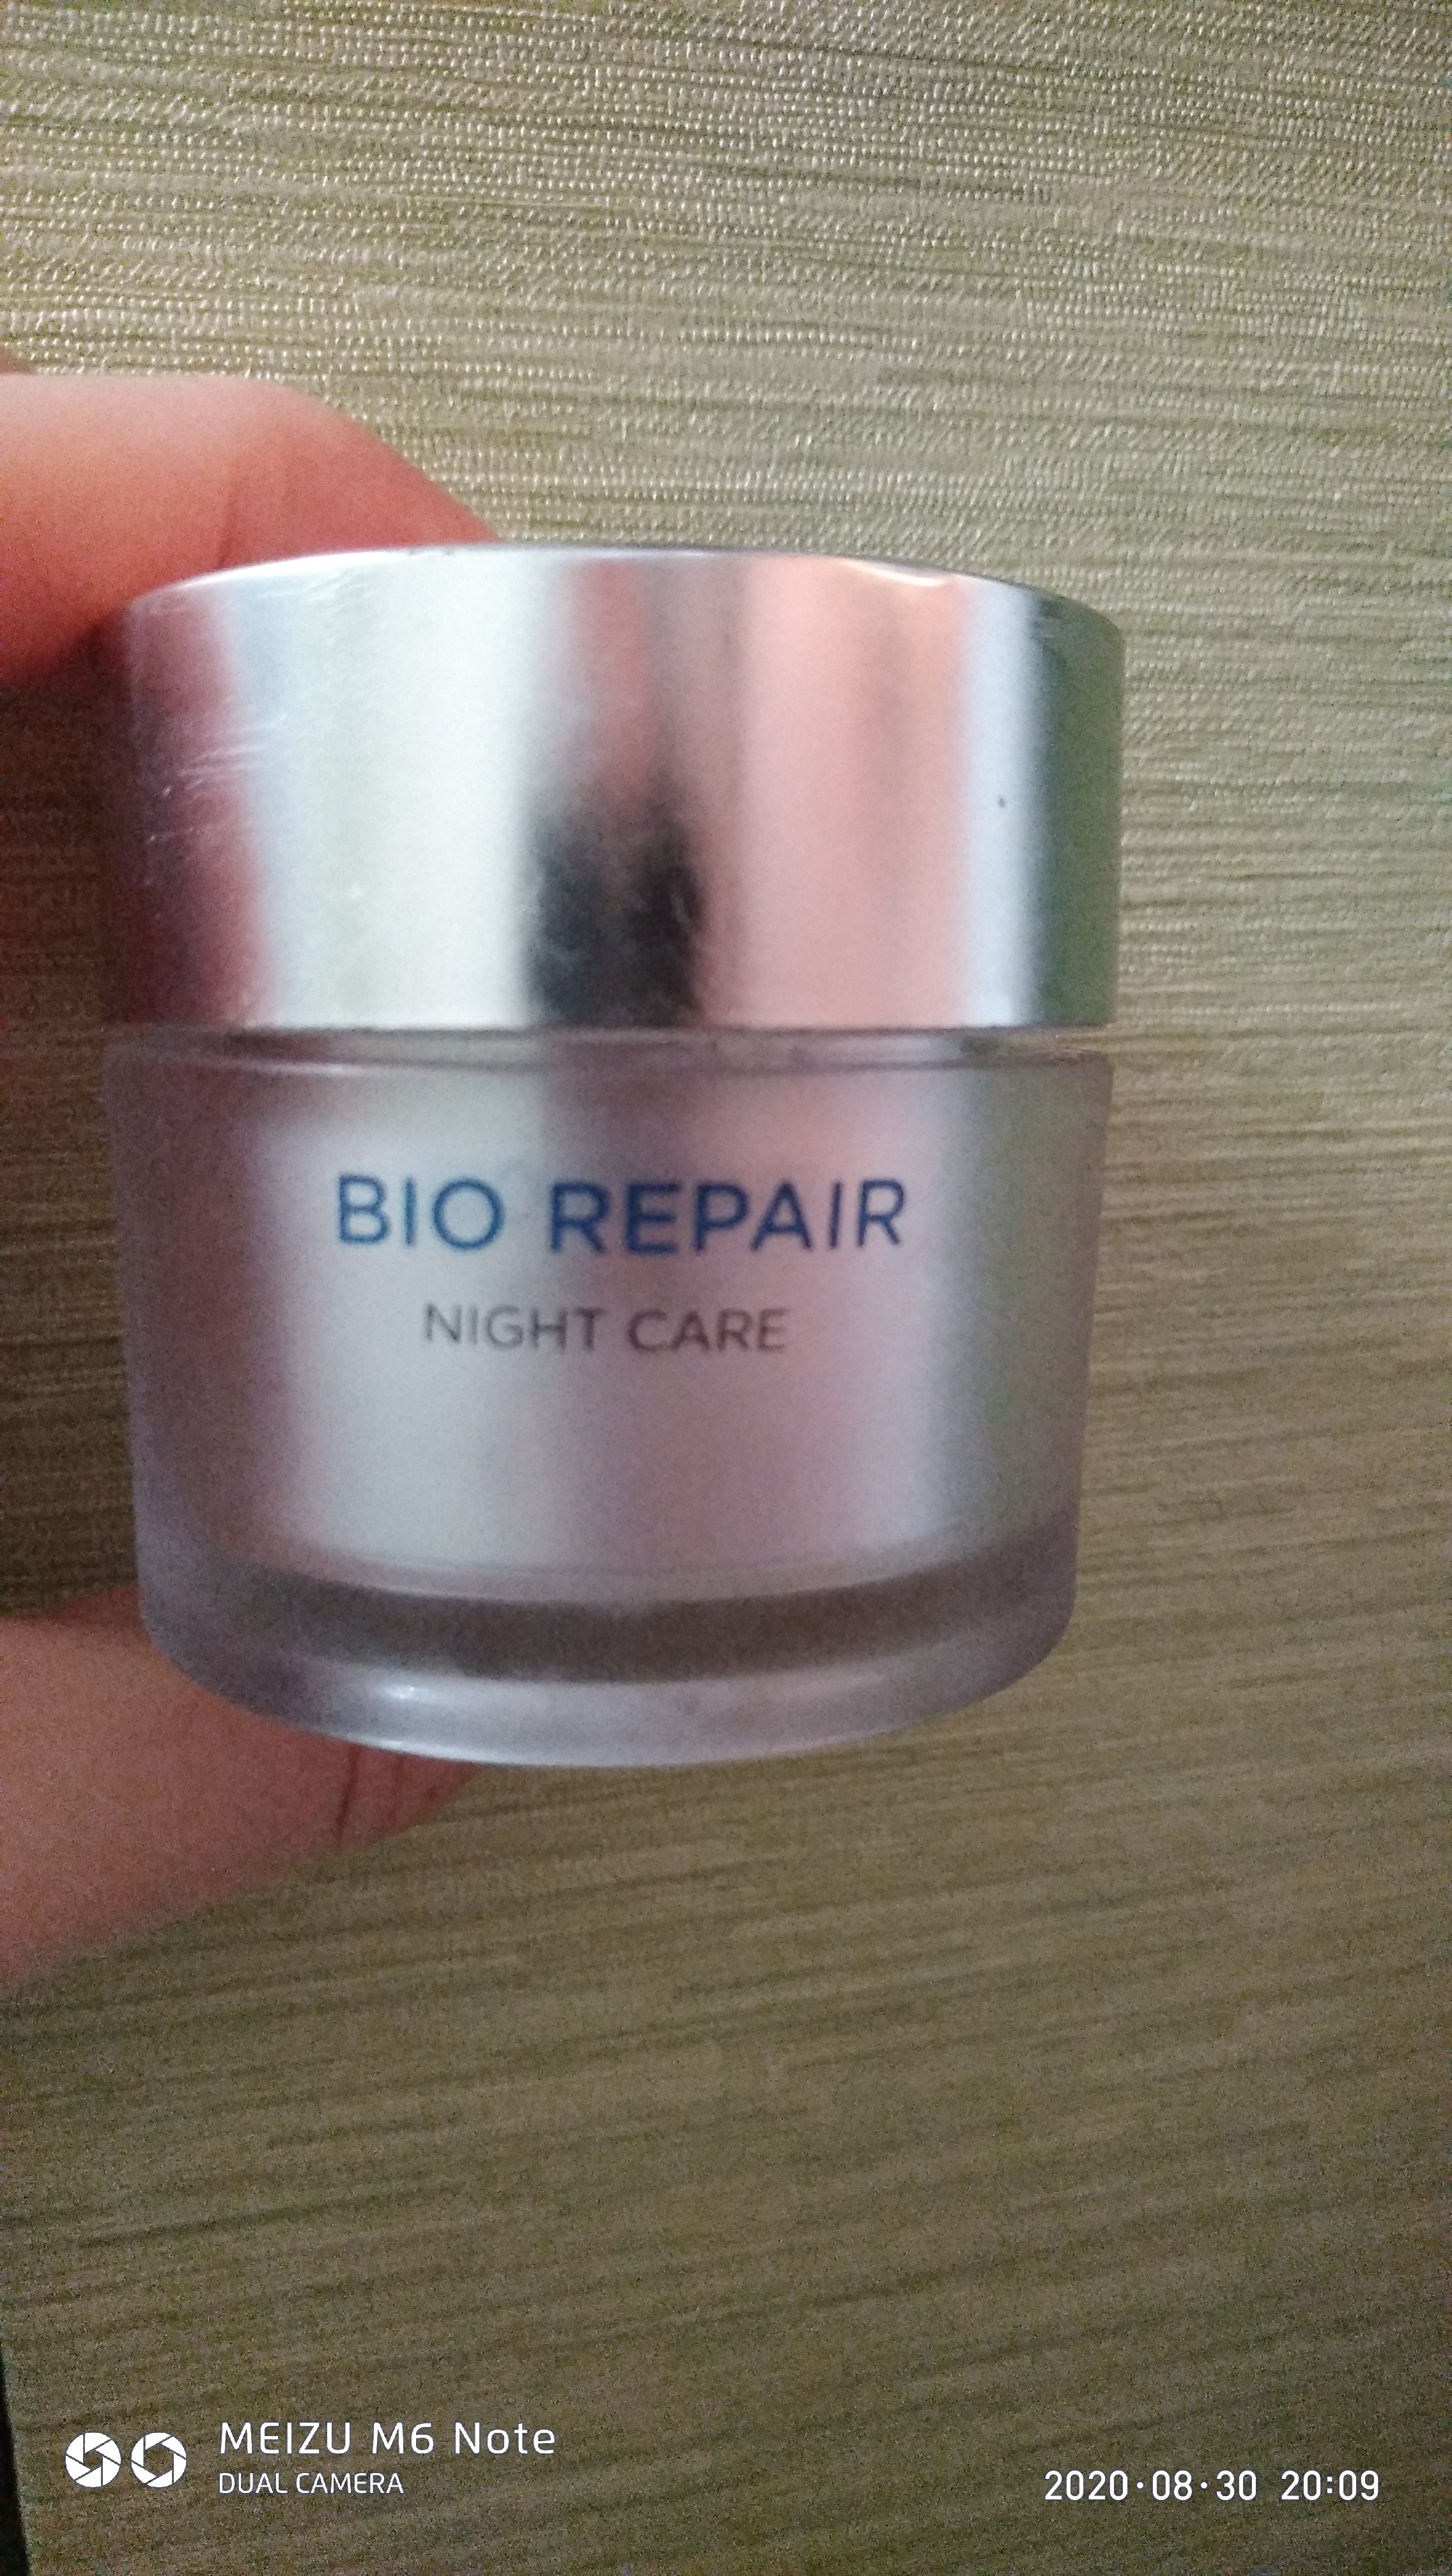 BIO REPAIR
NIGHT CARE
MEIZU M6 Note
DUAL CAMERA
2020·08·30 20:09